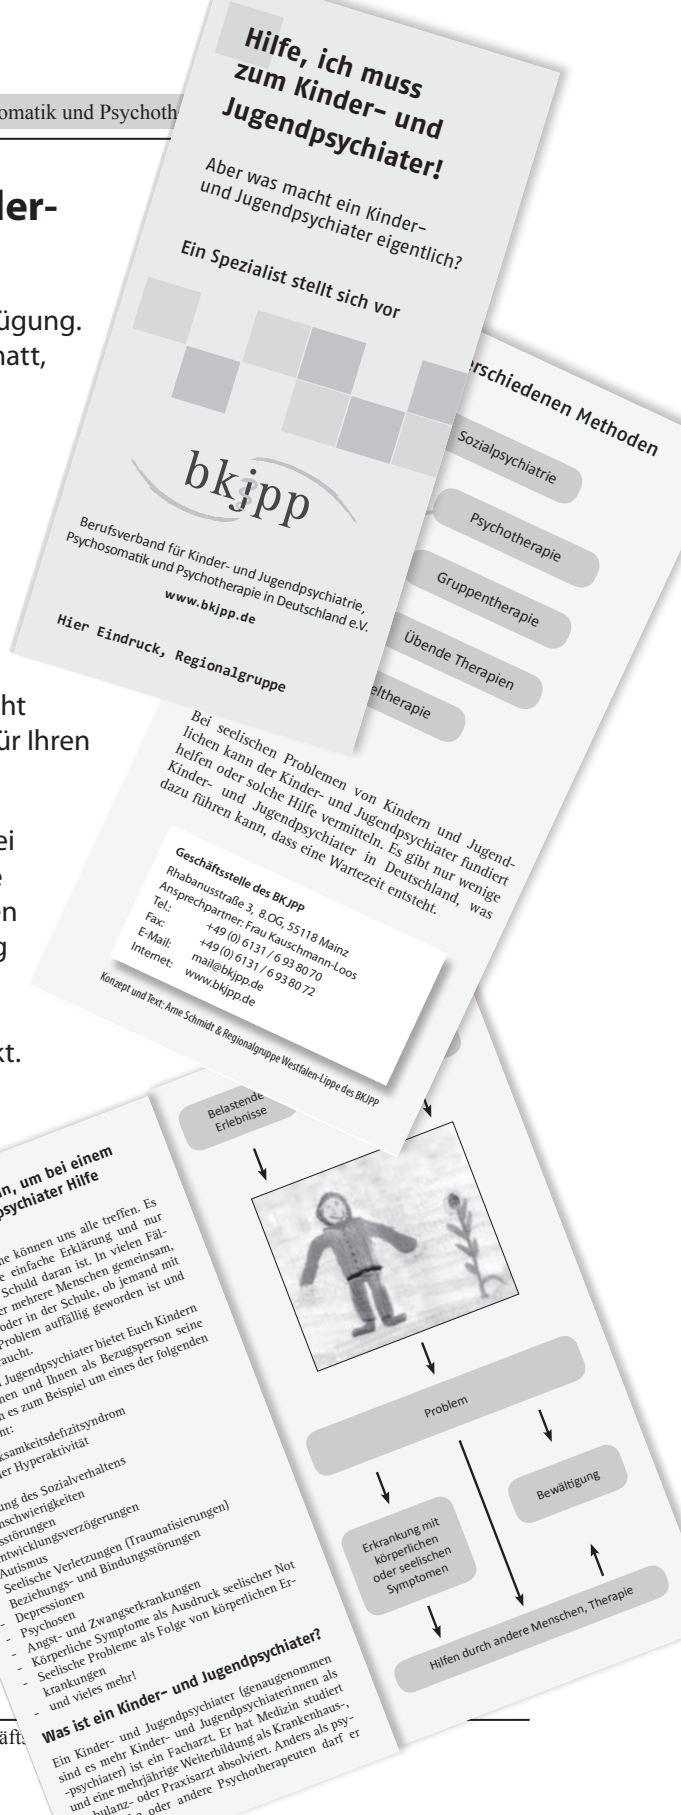 omatik und Psychoth
ler-
ügung.
natt,
ht
ür Ihren
ei
e
en
g
kt.
Hilfe, ich muss
zum Kinder- und
Jugendpsychiater!
Aber was macht ein Kinder-
und Jugendpsychiater eigentlich?
Ein Spezialist stellt sich vor
bkjpp
Berufsverband für Kinder- und Jugendpsychiatrie,
Psychosomatik und Psychotherapie in Deutschland e.V.
www.bkjpp.de
Hier Eindruck, Regionalgruppe
erschiedenen Methoden
Sozialpsychiatrie
Psychotherapie
Gruppentherapie
Übende Therapien
eltherapie
Bei seelischen Problemen von Kindern und Jugend-
lichen kann der Kinder- und Jugendpsychiater fundiert
helfen oder solche Hilfe vermitteln. Es gibt nur wenige
Kinder- und Jugendpsychiater in Deutschland, was
dazu führen kann, dass eine Wartezeit entsteht.
Geschäftsstelle des BKJPP
Rhabanusstraße 3, 8.OG, 55118 Mainz
Ansprechpartner: Frau Kauschmann-Loos
Tel.: +49 (0) 6131 / 6 93 80 70
Fax: +49 (0) 6131 / 6 93 80 72
E-Mail: mail@bkjpp.de
Internet: www.bkjpp.de
Konzept und Text: Arne Schmidt & Regionalgruppe Westfalen-Lippe des BKJPP
n, um bei einem
psychiater Hilfe
ne können uns alle treffen. Es
e einfache Erklärung und nur
Schuld daran ist. In vielen Fäl-
er mehrere Menschen gemeinsam,
oder in der Schule, ob jemand mit
Problem auffällig geworden ist und
raucht.
Jugendpsychiater bietet Euch Kindern
nen und Ihnen als Bezugsperson seine
n es zum Beispiel um eines der folgenden
nt:
ksamkeitsdefizitsyndrom
er Hyperaktivität
ung des Sozialverhaltens
nschwierigkeiten
sstörungen
ntwicklungsverzögerungen
Autismus
Seelische Verletzungen (Traumatisierungen)
Beziehungs- und Bindungsstörungen
- Depressionen
- Psychosen
- Angst- und Zwangserkrankungen
- Körperliche Symptome als Ausdruck seelischer Not
- Seelische Probleme als Folge von körperlichen Er-
krankungen
- und vieles mehr!
Was ist ein Kinder- und Jugendpsychiater?
Ein Kinder- und Jugendpsychiater (genaugenommen
sind es mehr Kinder- und Jugendpsychiaterinnen als
-psychiater) ist ein Facharzt. Er hat Medizin studiert
und eine mehrjährige Weiterbildung als Krankenhaus-,
bulanz- oder Praxisarzt absolviert. Anders als psy-
oder andere Psychotherapeuten darf er
Belastende
Erlebnisse
Problem
Bewältigung
Erkrankung mit
körperlichen
oder seelischen
Symptomen
Hilfen durch andere Menschen, Therapie
äfts